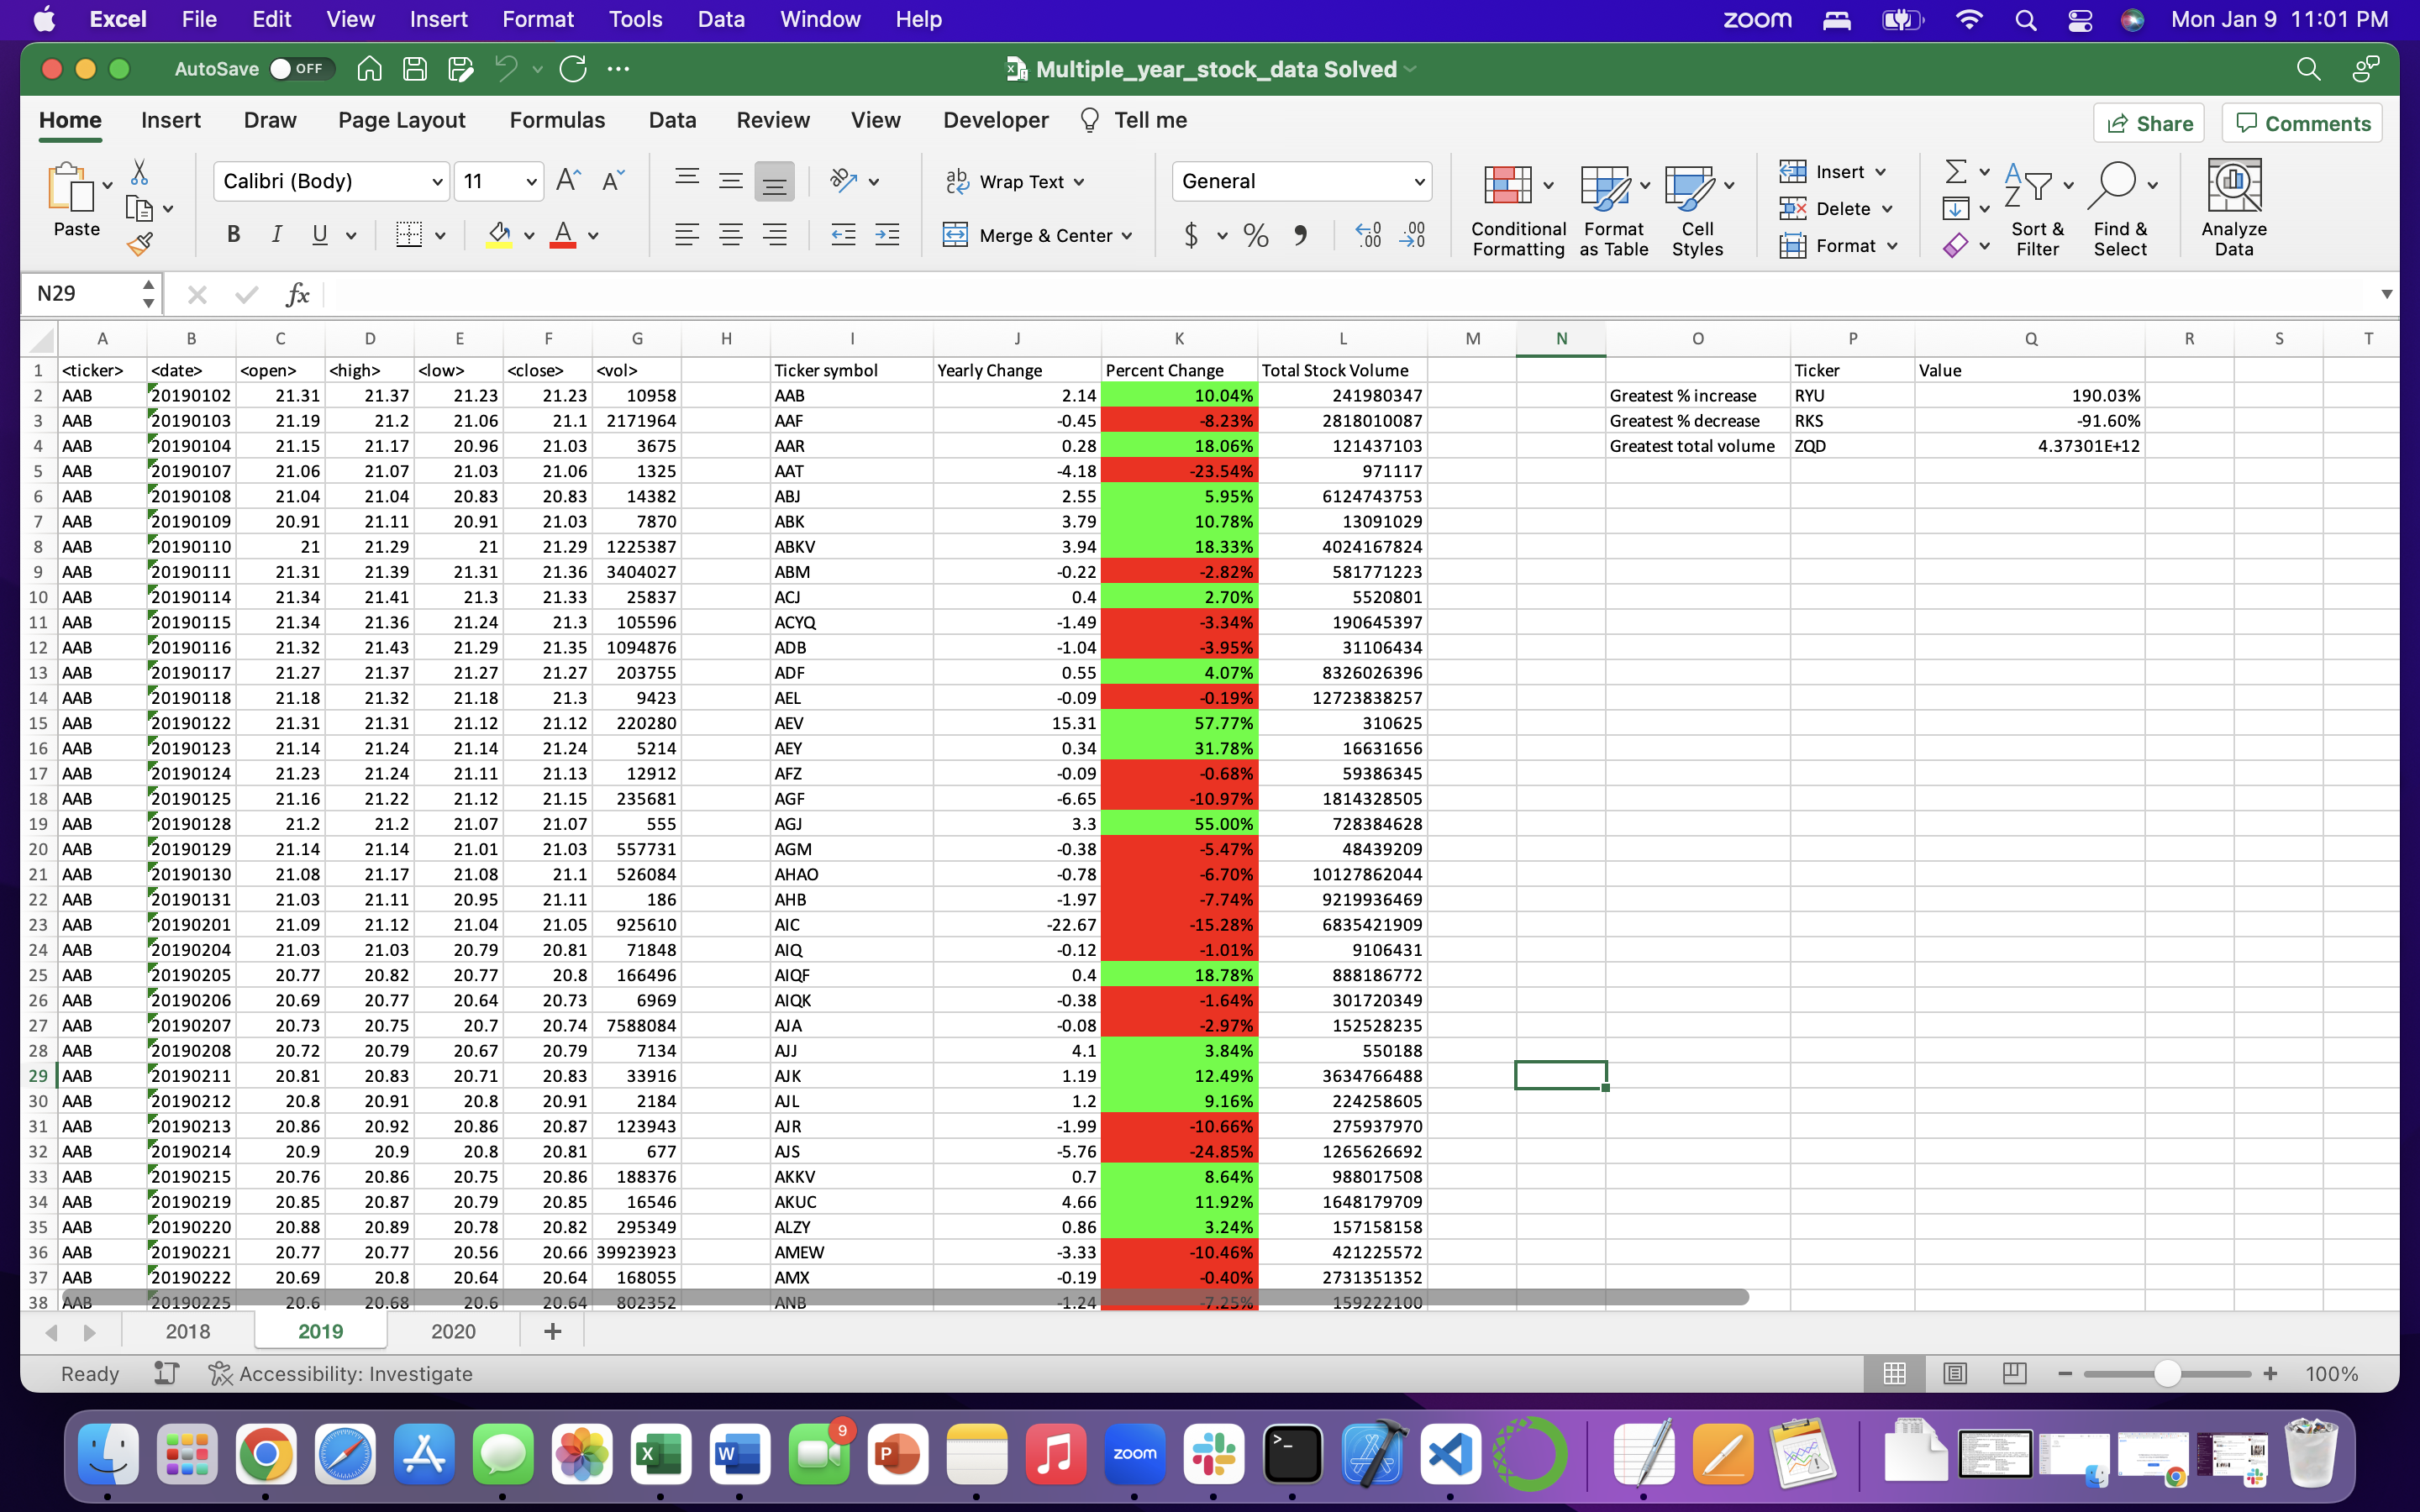 Excel File Edit View Insert Format Tools Data Window Help zoom Mon Jan 9 11:01 PM
AutoSave OFF Multiple_year_stock_data Solved
Home Insert Draw Page Layout Formulas Data Review View Developer Tell me Share Comments
Paste Calibri (Body) 11 Wrap Text General Insert
B I U Merge & Center $ % Conditional Formatting Format as Table Cell Styles Delete Format Sort & Filter Find & Select Analyze Data
N29 fx
A B C D E F G H I J K L M N O P Q R S T
1 <ticker> <date> <open> <high> <low> <close> <vol> Ticker symbol Yearly Change Percent Change Total Stock Volume Ticker Value
2 AAB 20190102 21.31 21.37 21.23 21.23 10958 AAB 2.14 10.04% 241980347 Greatest % increase RYU 190.03%
3 AAB 20190103 21.19 21.2 21.06 21.1 2171964 AAF -0.45 -8.23% 2818010087 Greatest % decrease RKS -91.60%
4 AAB 20190104 21.15 21.17 20.96 21.03 3675 AAR 0.28 18.06% 121437103 Greatest total volume ZQD 4.37301E+12
5 AAB 20190107 21.06 21.07 21.03 21.06 1325 AAT -4.18 -23.54% 971117
6 AAB 20190108 21.04 21.04 20.83 20.83 14382 ABJ 2.55 5.95% 6124743753
7 AAB 20190109 20.91 21.11 20.91 21.03 7870 ABK 3.79 10.78% 13091029
8 AAB 20190110 21 21.29 21 21.29 1225387 ABKV 3.94 18.33% 4024167824
9 AAB 20190111 21.31 21.39 21.31 21.36 3404027 ABM -0.22 -2.82% 581771223
10 AAB 20190114 21.34 21.41 21.3 21.33 25837 ACJ 0.4 2.70% 5520801
11 AAB 20190115 21.34 21.36 21.24 21.3 105596 ACYQ -1.49 -3.34% 190645397
12 AAB 20190116 21.32 21.43 21.29 21.35 1094876 ADB -1.04 -3.95% 31106434
13 AAB 20190117 21.27 21.37 21.27 21.27 203755 ADF 0.55 4.07% 8326026396
14 AAB 20190118 21.18 21.32 21.18 21.3 9423 AEL -0.09 -0.19% 12723838257
15 AAB 20190122 21.31 21.31 21.12 21.12 220280 AEV 15.31 57.77% 310625
16 AAB 20190123 21.14 21.24 21.14 21.24 5214 AEY 0.34 31.78% 16631656
17 AAB 20190124 21.23 21.24 21.11 21.13 12912 AFZ -0.09 -0.68% 59386345
18 AAB 20190125 21.16 21.22 21.12 21.15 235681 AGF -6.65 -10.97% 1814328505
19 AAB 20190128 21.2 21.2 21.07 21.07 555 AGJ 3.3 55.00% 728384628
20 AAB 20190129 21.14 21.14 21.01 21.03 557731 AGM -0.38 -5.47% 48439209
21 AAB 20190130 21.08 21.17 21.08 21.1 526084 AHAO -0.78 -6.70% 10127862044
22 AAB 20190131 21.03 21.11 20.95 21.11 186 AHB -1.97 -7.74% 9219936469
23 AAB 20190201 21.09 21.12 21.04 21.05 925610 AIC -22.67 -15.28% 6835421909
24 AAB 20190204 21.03 21.03 20.79 20.81 71848 AIQ -0.12 -1.01% 9106431
25 AAB 20190205 20.77 20.82 20.77 20.8 166496 AIQF 0.4 18.78% 888186772
26 AAB 20190206 20.69 20.77 20.64 20.73 6969 AIQK -0.38 -1.64% 301720349
27 AAB 20190207 20.73 20.75 20.7 20.74 7588084 AJA -0.08 -2.97% 152528235
28 AAB 20190208 20.72 20.79 20.67 20.79 7134 AJJ 4.1 3.84% 550188
29 AAB 20190211 20.81 20.83 20.71 20.83 33916 AJK 1.19 12.49% 3634766488
30 AAB 20190212 20.8 20.91 20.8 20.91 2184 AJL 1.2 9.16% 224258605
31 AAB 20190213 20.86 20.92 20.86 20.87 123943 AJR -1.99 -10.66% 275937970
32 AAB 20190214 20.9 20.9 20.8 20.81 677 AJS -5.76 -24.85% 1265626692
33 AAB 20190215 20.76 20.86 20.75 20.86 188376 AKKV 0.7 8.64% 988017508
34 AAB 20190219 20.85 20.87 20.79 20.85 16546 AKUC 4.66 11.92% 1648179709
35 AAB 20190220 20.88 20.89 20.78 20.82 295349 ALZY 0.86 3.24% 157158158
36 AAB 20190221 20.77 20.77 20.56 20.66 39923923 AMEW -3.33 -10.46% 421225572
37 AAB 20190222 20.69 20.8 20.64 20.64 168055 AMX -0.19 -0.40% 2731351352
38 AAB 20190225 20.6 20.68 20.6 20.64 802352 ANB -1.24 -7.25% 159222100
2018 2019 2020 +
Ready Accessibility: Investigate 100%
9
zoom